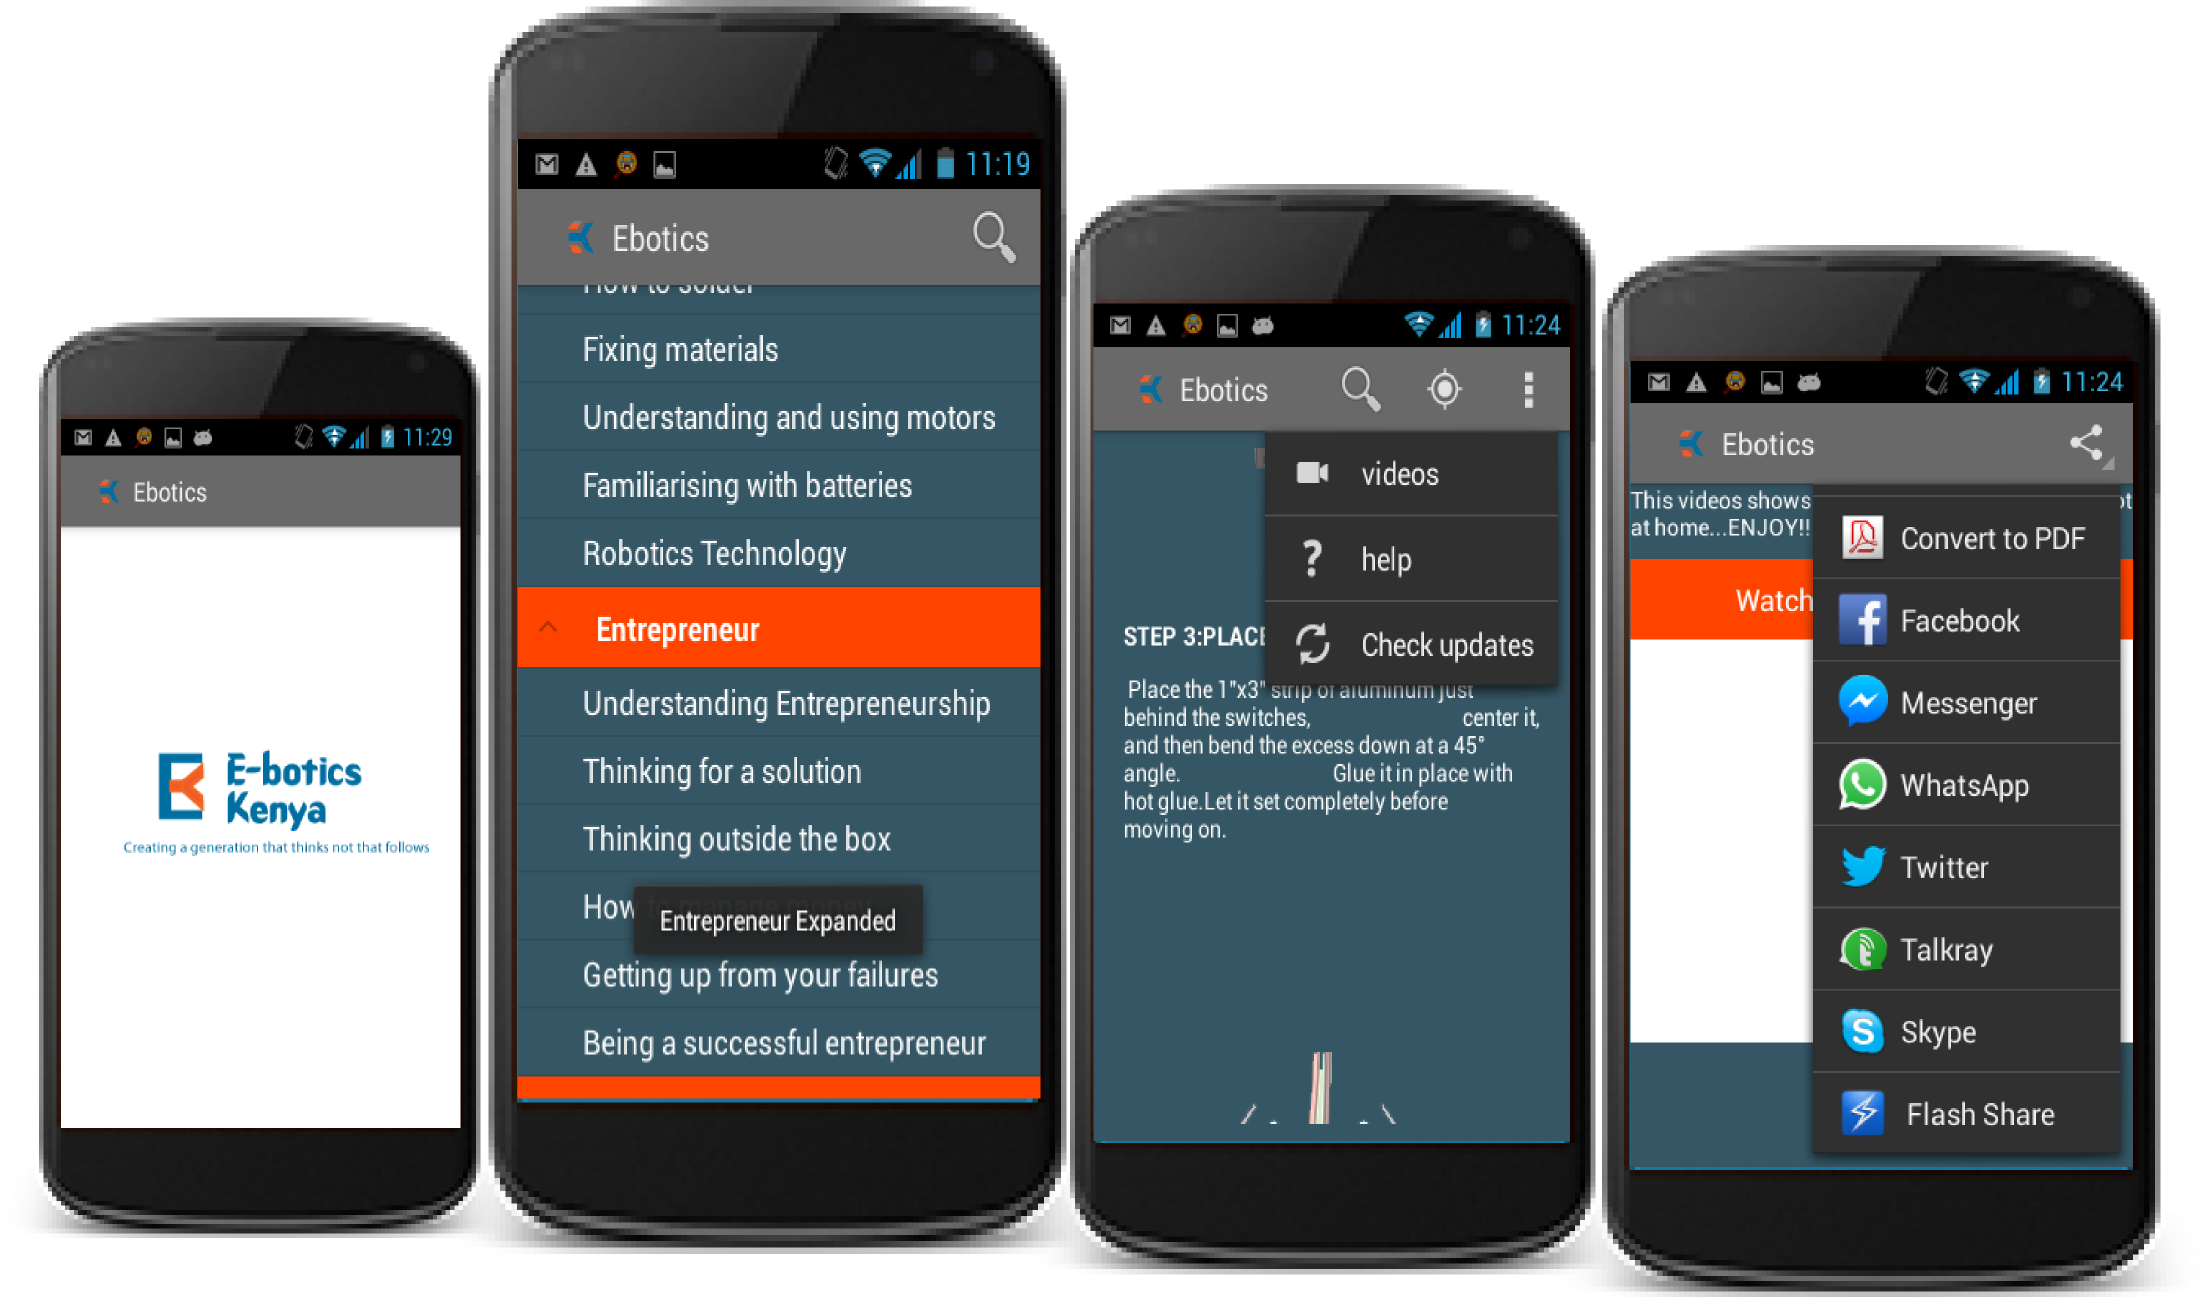 11:29
Ebotics
E-botics
Kenya
Creating a generation that thinks not that follows
11:19
Ebotics
How to solder
Fixing materials
Understanding and using motors
Familiarising with batteries
Robotics Technology
Entrepreneur
Understanding Entrepreneurship
Thinking for a solution
Thinking outside the box
How to manage money
Entrepreneur Expanded
Getting up from your failures
Being a successful entrepreneur
11:24
Ebotics
videos
help
Check updates
STEP 3:PLACE
Place the 1"x3" strip of aluminum just
behind the switches, center it,
and then bend the excess down at a 45°
angle. Glue it in place with
hot glue.Let it set completely before
moving on.
11:24
Ebotics
This videos shows
at home...ENJOY!!
Watch
Convert to PDF
Facebook
Messenger
WhatsApp
Twitter
Talkray
Skype
Flash Share